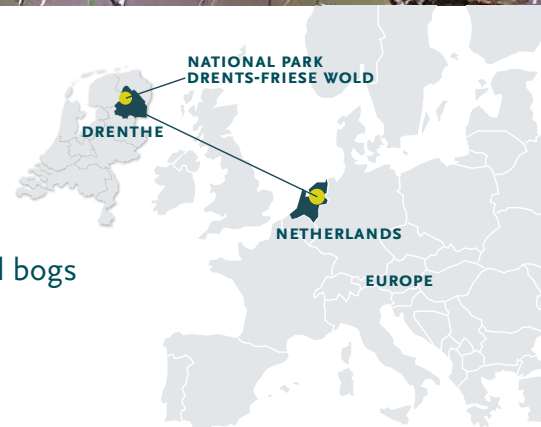 NATIONAL PARK
DRENTS-FRIESE WOLD
DRENTHE
NETHERLANDS
bogs
EUROPE